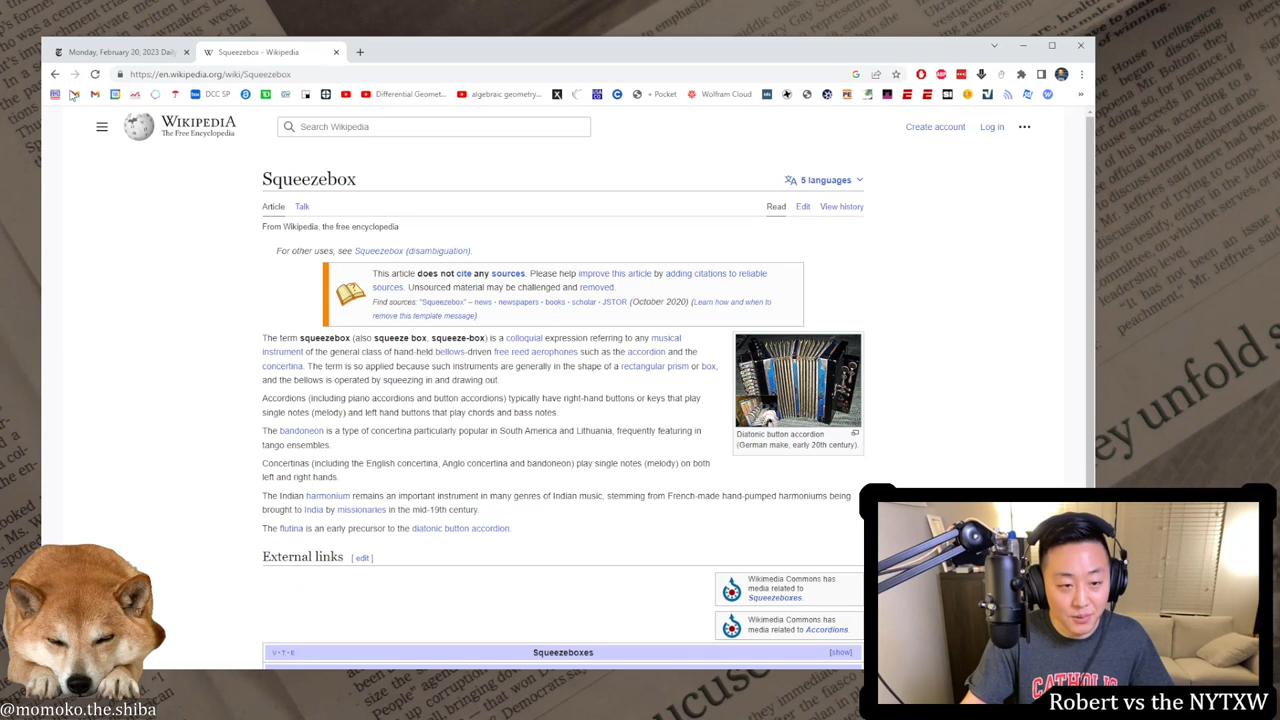 Monday, February 20, 2023 Daily
Squeezebox - Wikipedia
https://en.wikipedia.org/wiki/Squeezebox
DCC SP
Differential Geomet...
algebraic geometry...
+ Pocket
Wolfram Cloud
WIKIPEDIA
The Free Encyclopedia
Search Wikipedia
Create account
Log in
Squeezebox
5 languages
Article
Talk
Read
Edit
View history
From Wikipedia, the free encyclopedia
For other uses, see Squeezebox (disambiguation).
This article does not cite any sources. Please help improve this article by adding citations to reliable
sources. Unsourced material may be challenged and removed.
Find sources: "Squeezebox" – news · newspapers · books · scholar · JSTOR (October 2020) (Learn how and when to
remove this template message)
The term squeezebox (also squeeze box, squeeze-box) is a colloquial expression referring to any musical
instrument of the general class of hand-held bellows-driven free reed aerophones such as the accordion and the
concertina. The term is so applied because such instruments are generally in the shape of a rectangular prism or box,
and the bellows is operated by squeezing in and drawing out.
Accordions (including piano accordions and button accordions) typically have right-hand buttons or keys that play
single notes (melody) and left hand buttons that play chords and bass notes.
Diatonic button accordion
(German make, early 20th century).
The bandoneon is a type of concertina particularly popular in South America and Lithuania, frequently featuring in
tango ensembles.
Concertinas (including the English concertina, Anglo concertina and bandoneon) play single notes (melody) on both
left and right hands.
The Indian harmonium remains an important instrument in many genres of Indian music, stemming from French-made hand-pumped harmoniums being
brought to India by missionaries in the mid-19th century.
The flutina is an early precursor to the diatonic button accordion.
External links
[ edit ]
Wikimedia Commons has
media related to
Squeezeboxes.
Wikimedia Commons has
media related to Accordions.
V · T · E
Squeezeboxes
[show]
they unfold
CATHOLIC
@momoko.the.shiba
Robert vs the NYTXW